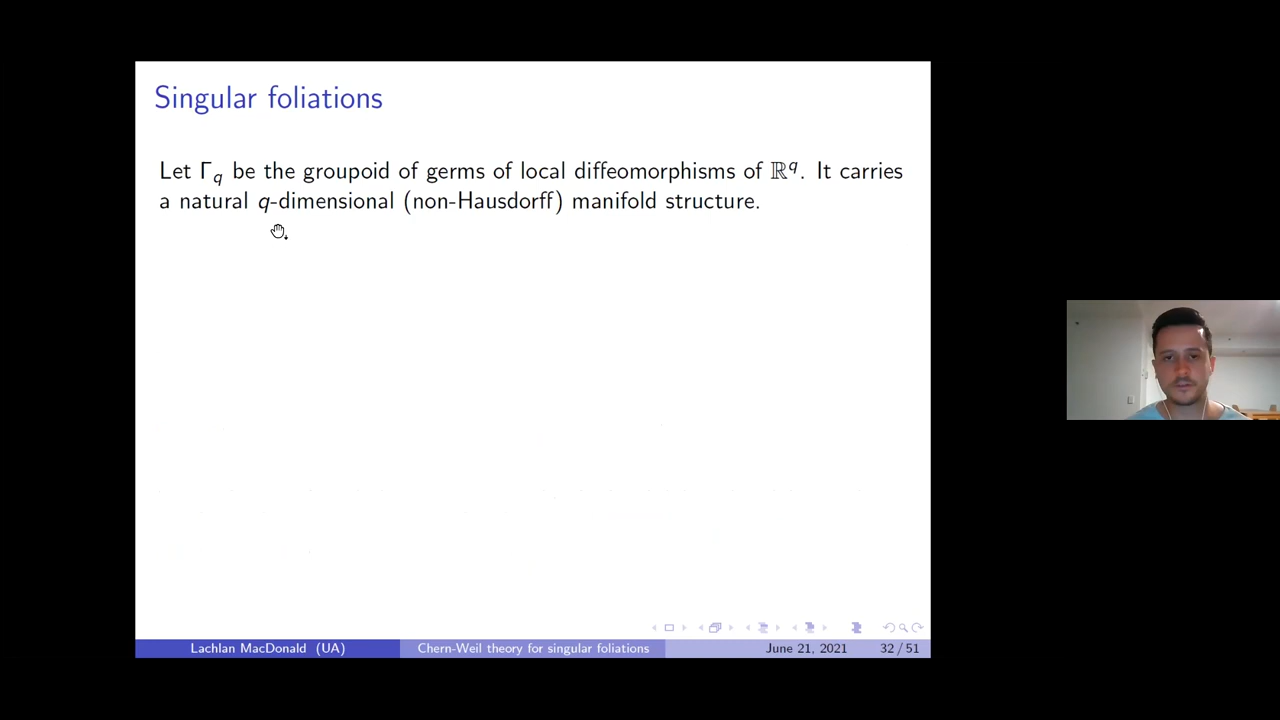 Singular foliations
Let Γq be the groupoid of germs of local diffeomorphisms of ℝ^q. It carries
a natural q-dimensional (non-Hausdorff) manifold structure.
Lachlan MacDonald (UA) Chern-Weil theory for singular foliations June 21, 2021 32 / 51